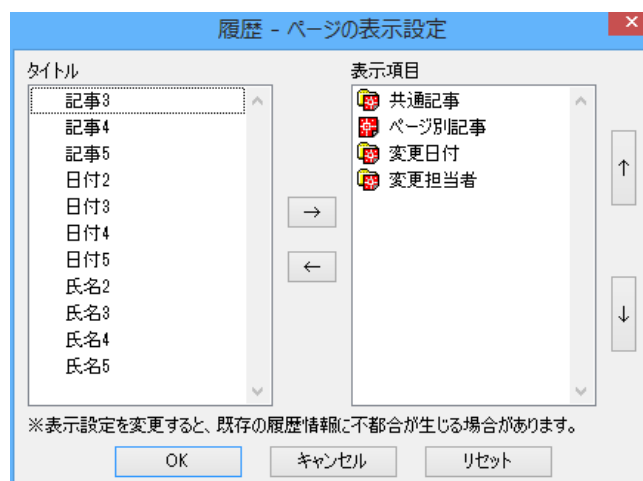 履歴 - ページの表示設定
タイトル
記事3
記事4
記事5
日付2
日付3
日付4
日付5
氏名2
氏名3
氏名4
氏名5
→
←
表示項目
共通記事
ページ別記事
変更日付
変更担当者
↑
↓
※表示設定を変更すると、既存の履歴情報に不都合が生じる場合があります。
OK キャンセル リセット